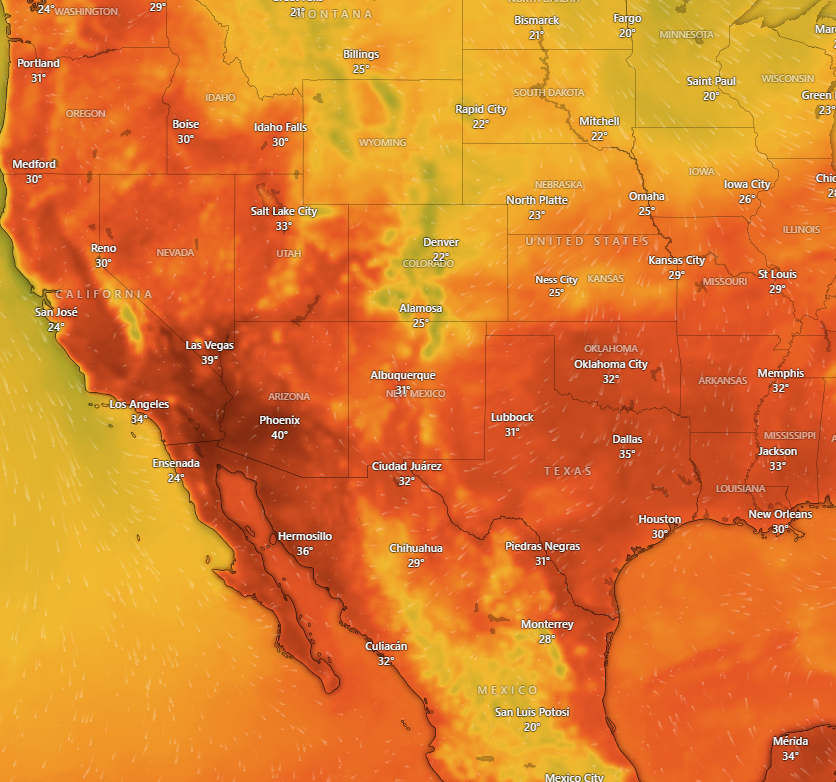 24°
WASHINGTON
29°
21°
MONTANA
Bismarck
21°
Fargo
20°
MINNESOTA
Portland
31°
Billings
25°
OREGON
IDAHO
Boise
30°
Idaho Falls
30°
WYOMING
Rapid City
22°
SOUTH DAKOTA
Mitchell
22°
Saint Paul
20°
WISCONSIN
Green
23°
Medford
30°
Salt Lake City
33°
NEBRASKA
North Platte
23°
Omaha
25°
IOWA
Iowa City
26°
Reno
30°
NEVADA
UTAH
Denver
22°
COLORADO
UNITED STATES
Ness City
25°
KANSAS
Kansas City
29°
MISSOURI
St Louis
29°
ILLINOIS
CALIFORNIA
San José
24°
Alamosa
25°
Las Vegas
39°
Albuquerque
31°
NEW MEXICO
OKLAHOMA
Oklahoma City
32°
ARKANSAS
Memphis
32°
Los Angeles
34°
ARIZONA
Phoenix
40°
Lubbock
31°
Dallas
35°
MISSISSIPPI
Jackson
33°
Ensenada
24°
Ciudad Juárez
32°
TEXAS
LOUISIANA
Houston
30°
New Orleans
30°
Hermosillo
36°
Chihuahua
29°
Piedras Negras
31°
Culiacán
32°
Monterrey
28°
MEXICO
San Luis Potosi
20°
Mérida
34°
Mexico City